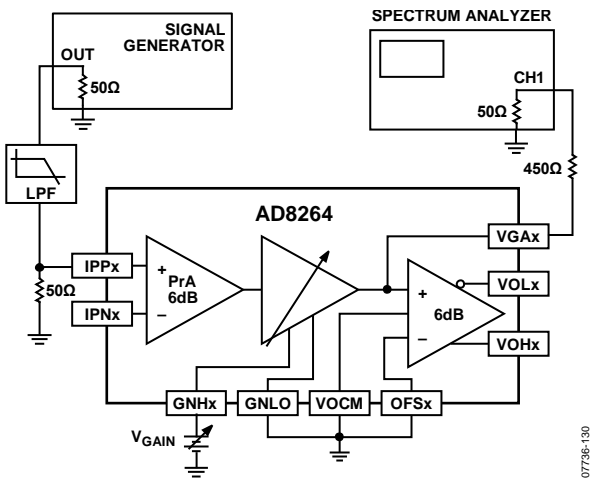 SPECTRUM ANALYZER
SIGNAL
GENERATOR
OUT
50Ω
CH1
50Ω
450Ω
LPF
AD8264
VGAx
IPPx
PrA
6dB
+
−
50Ω
IPNx
+
6dB
−
VOLx
VOHx
GNHx
GNLO
VOCM
OFSx
VGAIN
07736-130